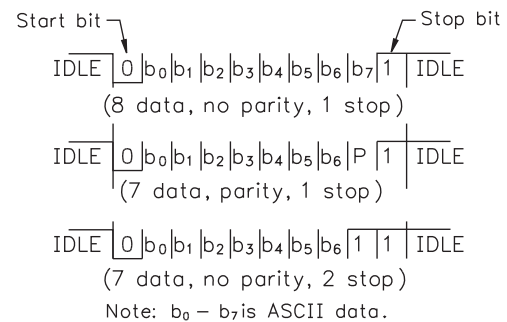 Start bit Stop bit
IDLE 0 b₀ b₁ b₂ b₃ b₄ b₅ b₆ b₇ 1 IDLE
(8 data, no parity, 1 stop)
IDLE 0 b₀ b₁ b₂ b₃ b₄ b₅ b₆ P 1 IDLE
(7 data, parity, 1 stop)
IDLE 0 b₀ b₁ b₂ b₃ b₄ b₅ b₆ 1 1 IDLE
(7 data, no parity, 2 stop)
Note: b₀ – b₇ is ASCII data.